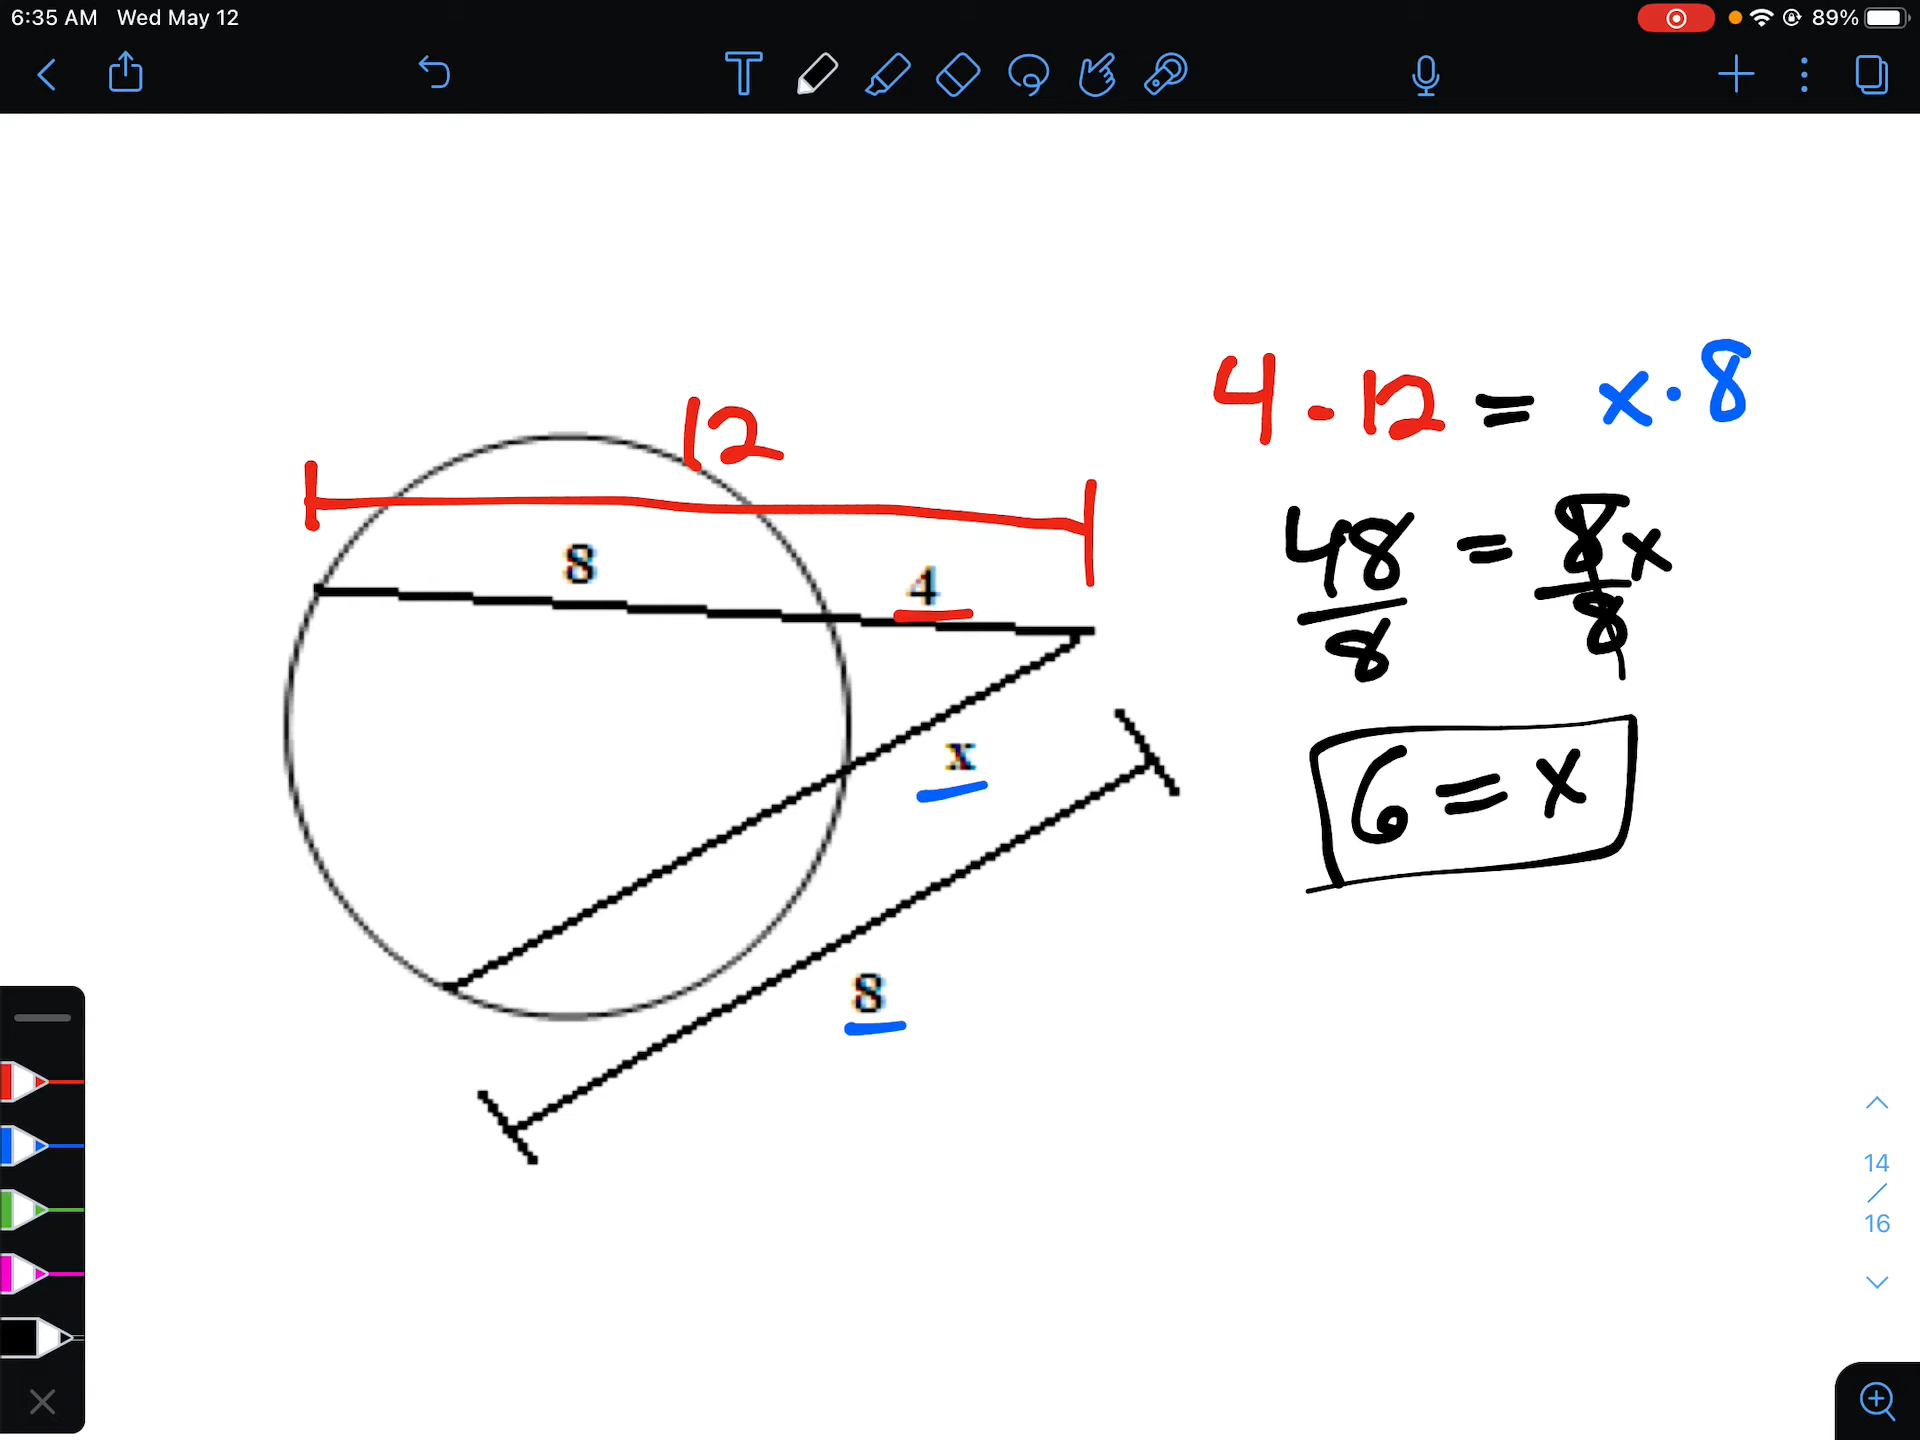 6:35 AM Wed May 12
89%
T
12
4 · 12 = x · 8
8
4
48 = 8x
8 8
x
6 = x
8
14
/
16